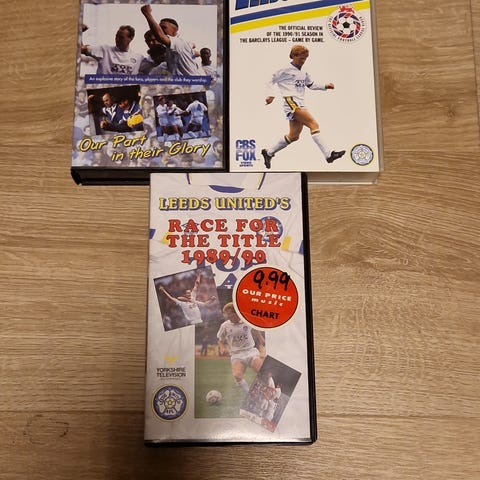 An explosive story of the fans, players and the club they worship.
Our Part
in their Glory
THE OFFICIAL REVIEW
OF THE 1990/91 SEASON IN
THE BARCLAYS LEAGUE - GAME BY GAME.
CBS
FOX
VIDEO
SPORTS
LEEDS UNITED'S
RACE FOR
THE TITLE
1989/90
9.99
OUR PRICE
music
CHART
YORKSHIRE
TELEVISION